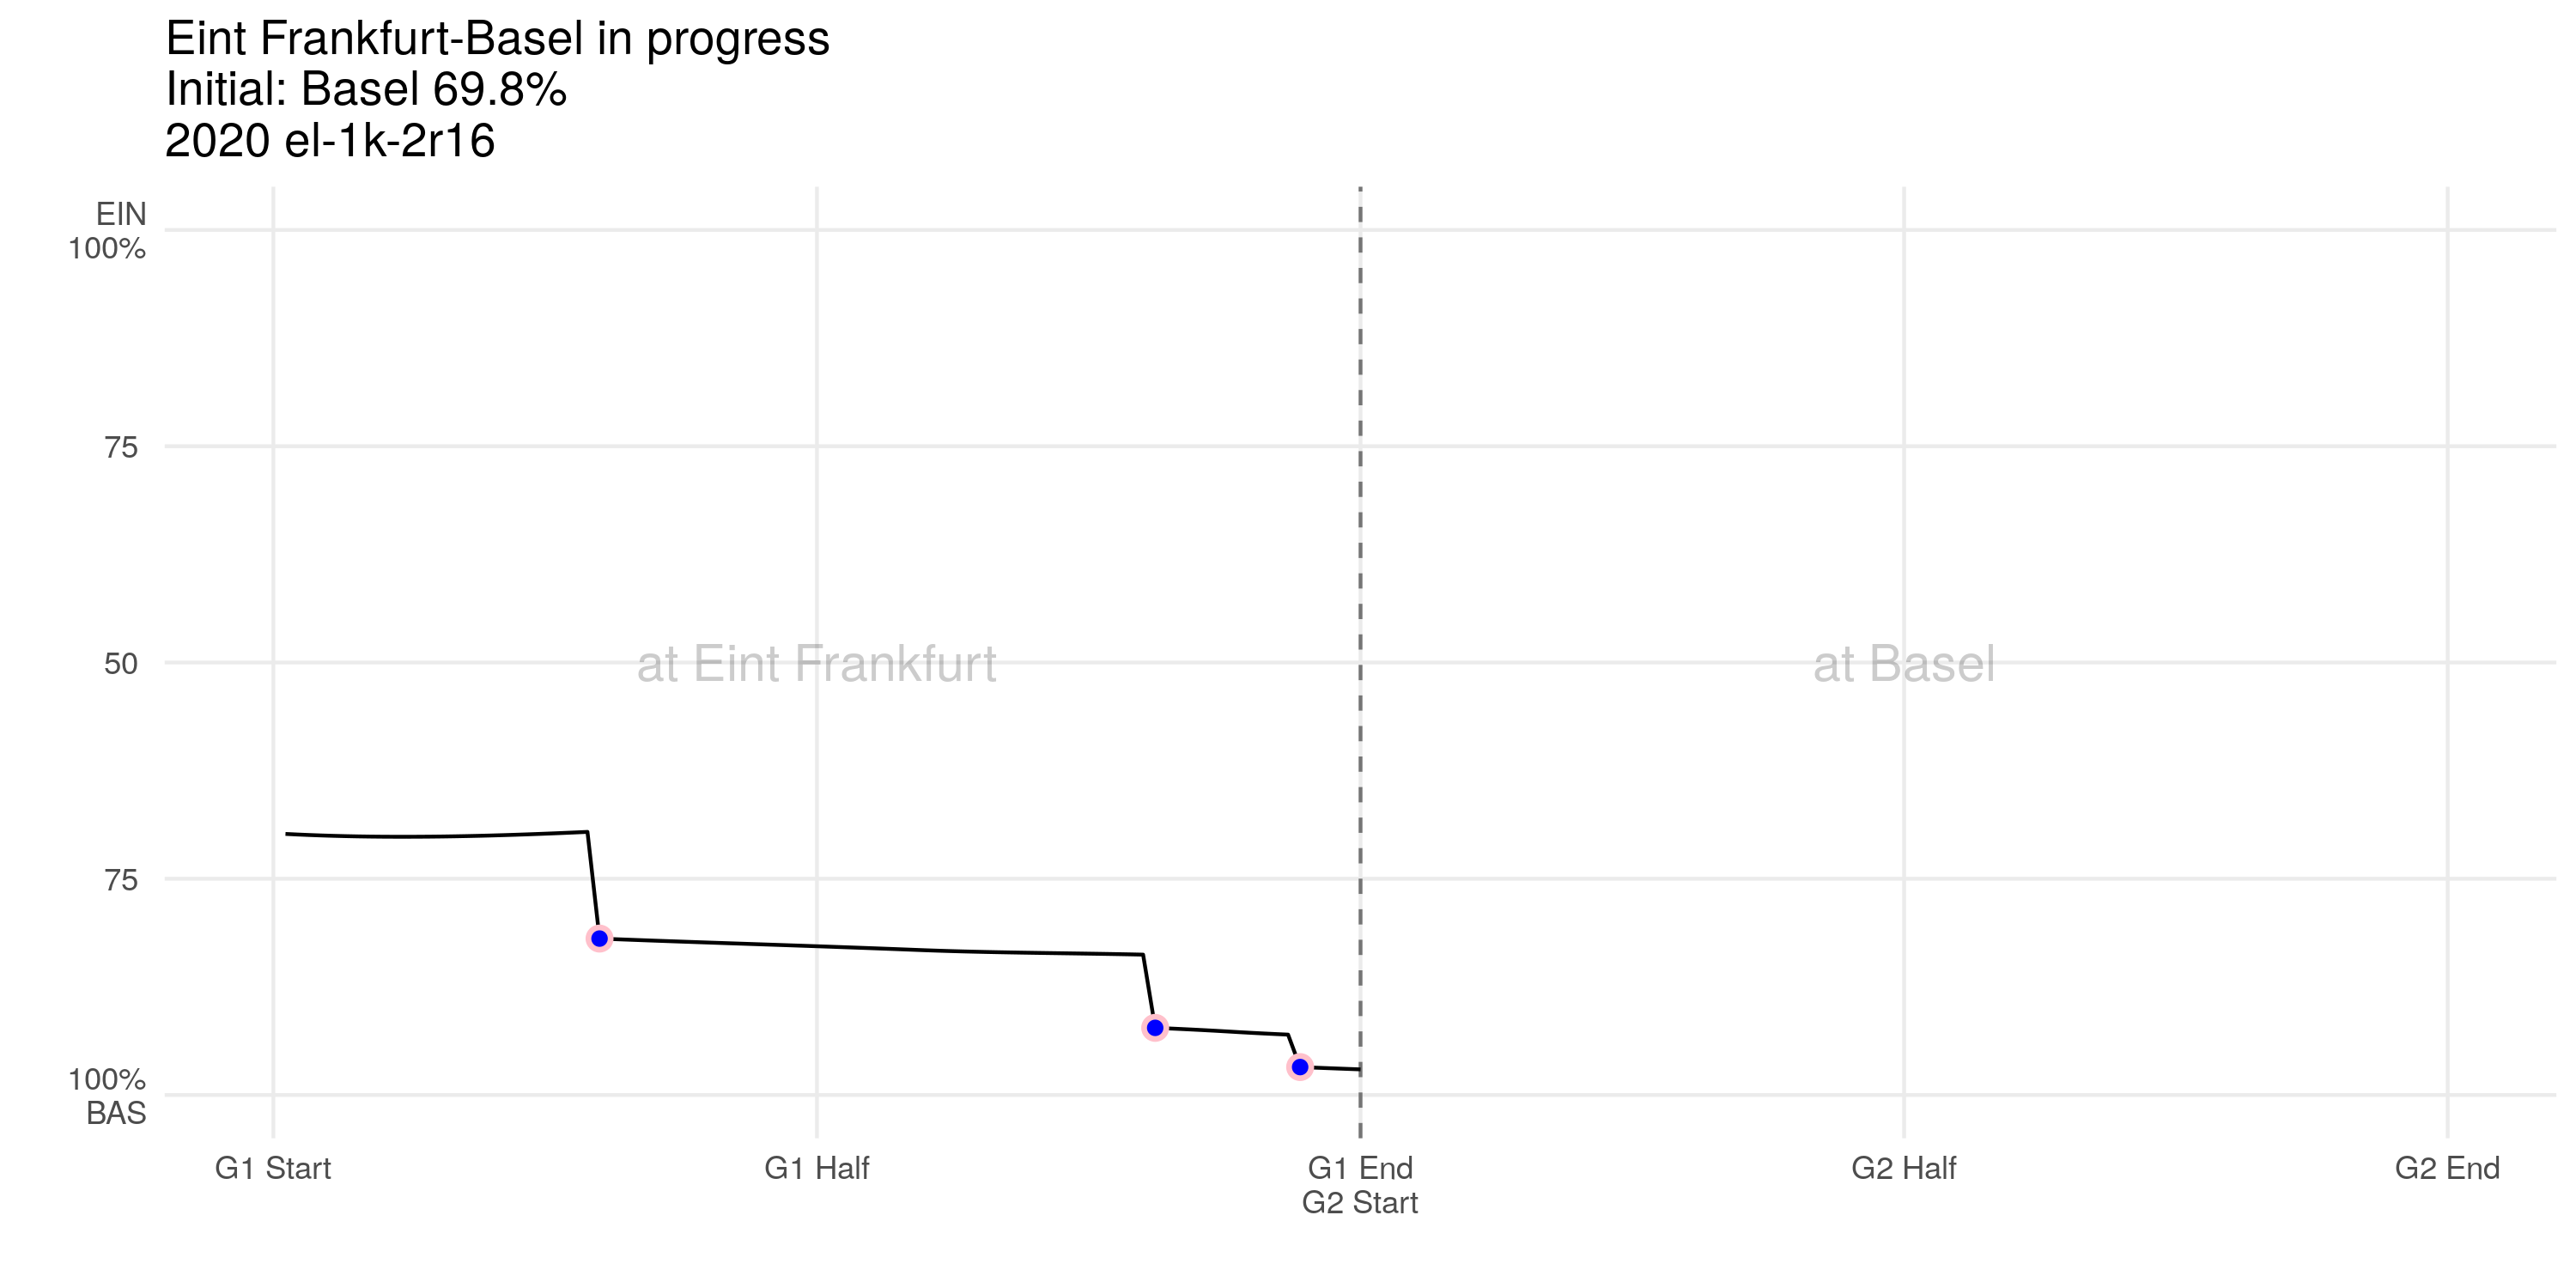 Eint Frankfurt-Basel in progress
Initial: Basel 69.8%
2020 el-1k-2r16
EIN
100%
75
50
75
100%
BAS
at Eint Frankfurt
at Basel
G1 Start
G1 Half
G1 End
G2 Start
G2 Half
G2 End